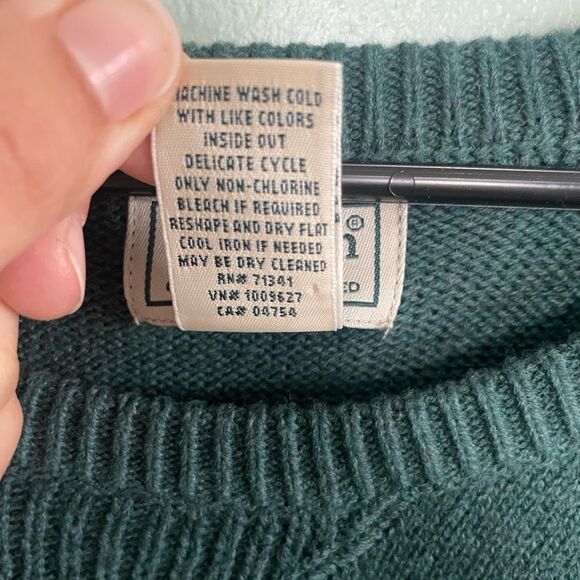 MACHINE WASH COLD
WITH LIKE COLORS
INSIDE OUT
DELICATE CYCLE
ONLY NON-CHLORINE
BLEACH IF REQUIRED
RESHAPE AND DRY FLAT
COOL IRON IF NEEDED
MAY BE DRY CLEANED
RN# 71341
VN# 1009627
CA# 04754
n®
ED